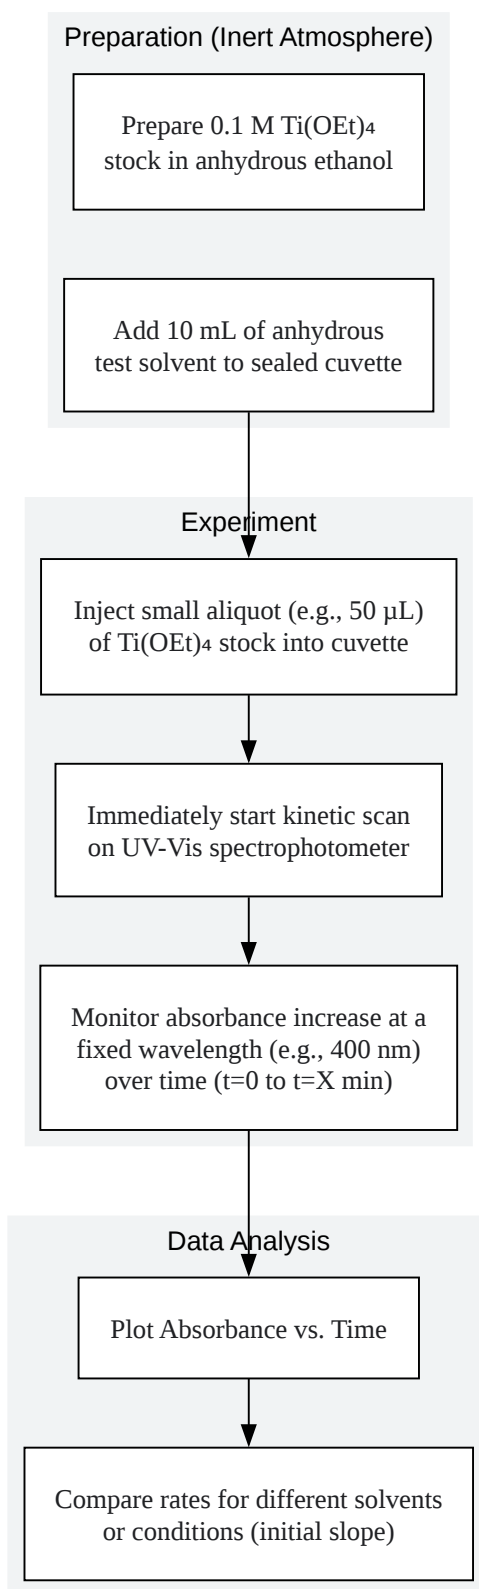 Preparation (Inert Atmosphere)
Prepare 0.1 M Ti(OEt)₄
stock in anhydrous ethanol
Add 10 mL of anhydrous
test solvent to sealed cuvette
Experiment
Inject small aliquot (e.g., 50 µL)
of Ti(OEt)₄ stock into cuvette
Immediately start kinetic scan
on UV-Vis spectrophotometer
Monitor absorbance increase at a
fixed wavelength (e.g., 400 nm)
over time (t=0 to t=X min)
Data Analysis
Plot Absorbance vs. Time
Compare rates for different solvents
or conditions (initial slope)